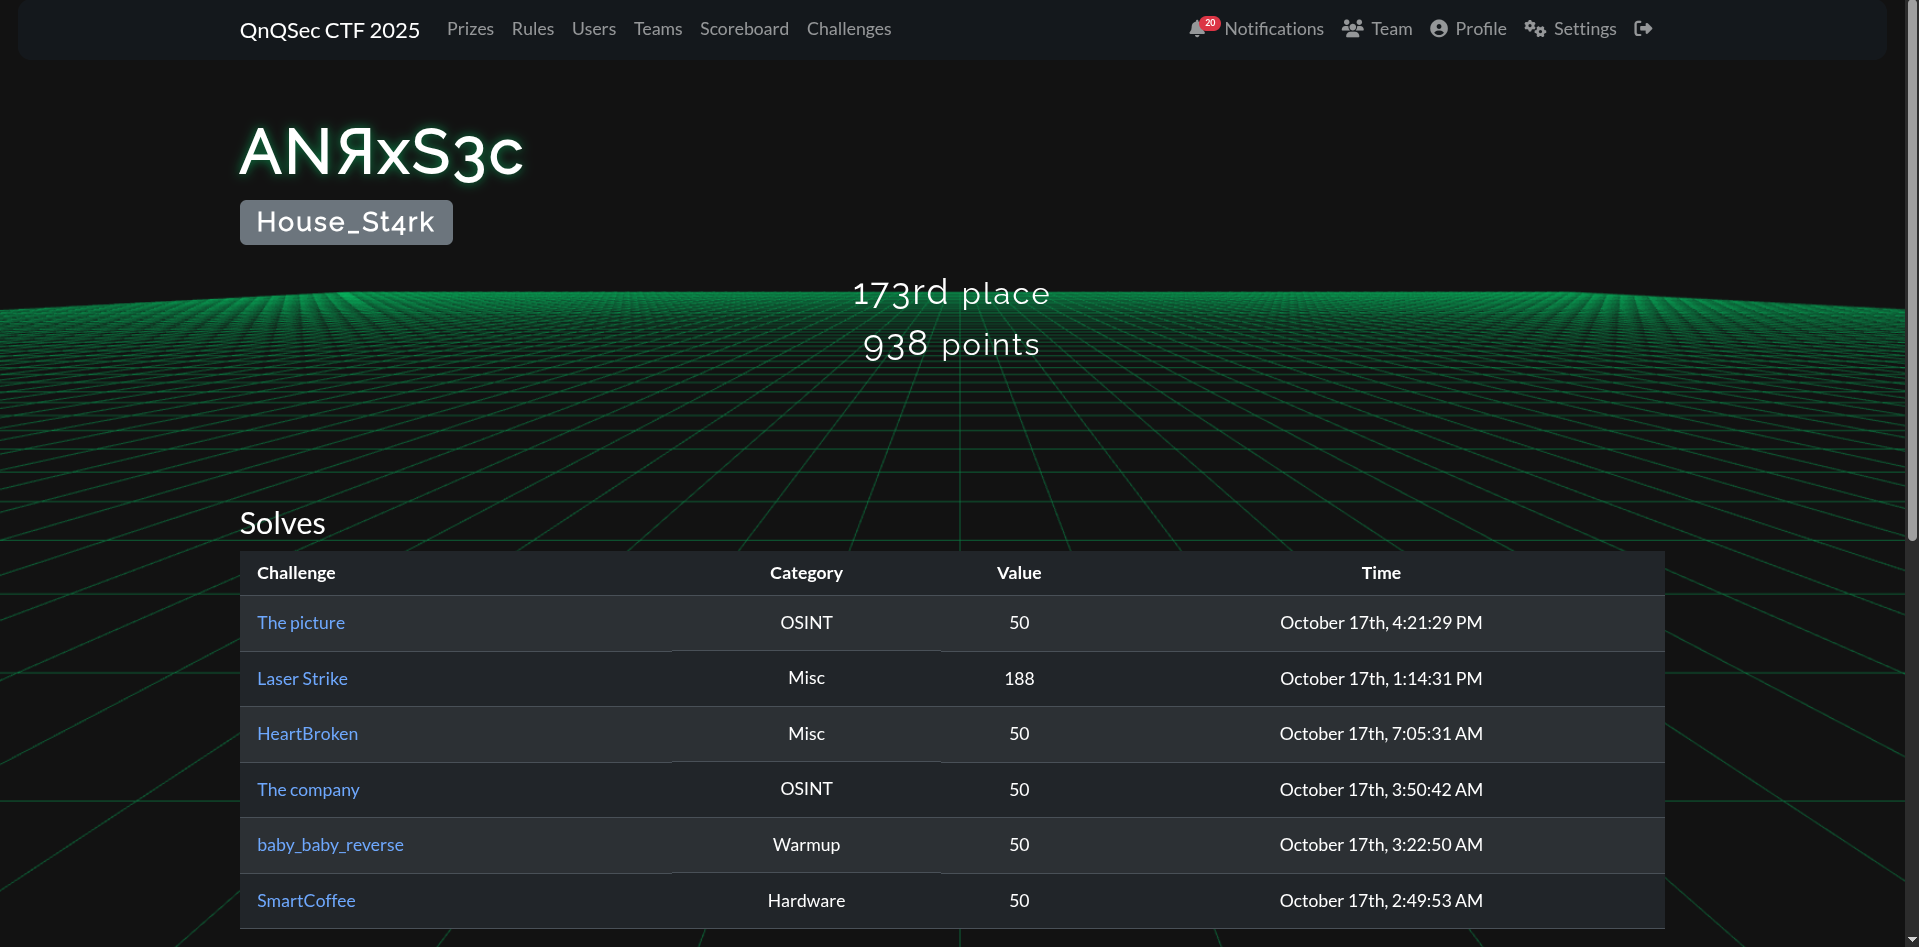 QnQSec CTF 2025 Prizes Rules Users Teams Scoreboard Challenges 20 Notifications Team Profile Settings
ANЯxS3c
House_St4rk
173rd place
938 points
Solves
Challenge Category Value Time
The picture OSINT 50 October 17th, 4:21:29 PM
Laser Strike Misc 188 October 17th, 1:14:31 PM
HeartBroken Misc 50 October 17th, 7:05:31 AM
The company OSINT 50 October 17th, 3:50:42 AM
baby_baby_reverse Warmup 50 October 17th, 3:22:50 AM
SmartCoffee Hardware 50 October 17th, 2:49:53 AM